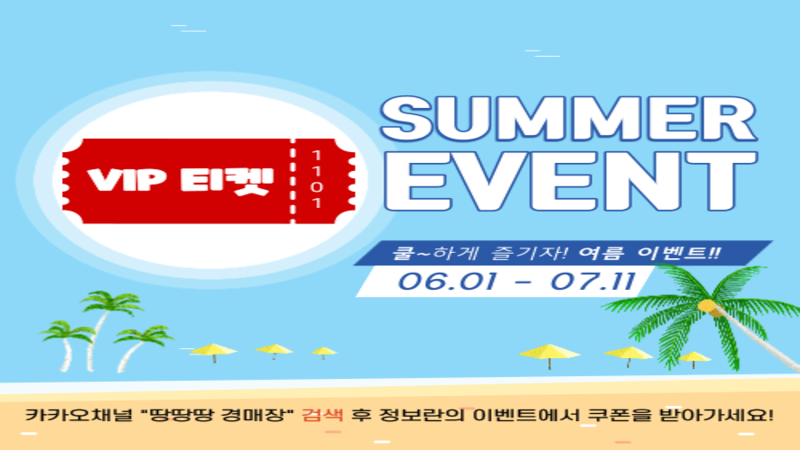 SUMMER
EVENT
VIP 티켓
1101
쿨~하게 즐기자! 여름 이벤트!!
06.01 - 07.11
카카오채널 "땅땅땅 경매장" 검색 후 정보란의 이벤트에서 쿠폰을 받아가세요!